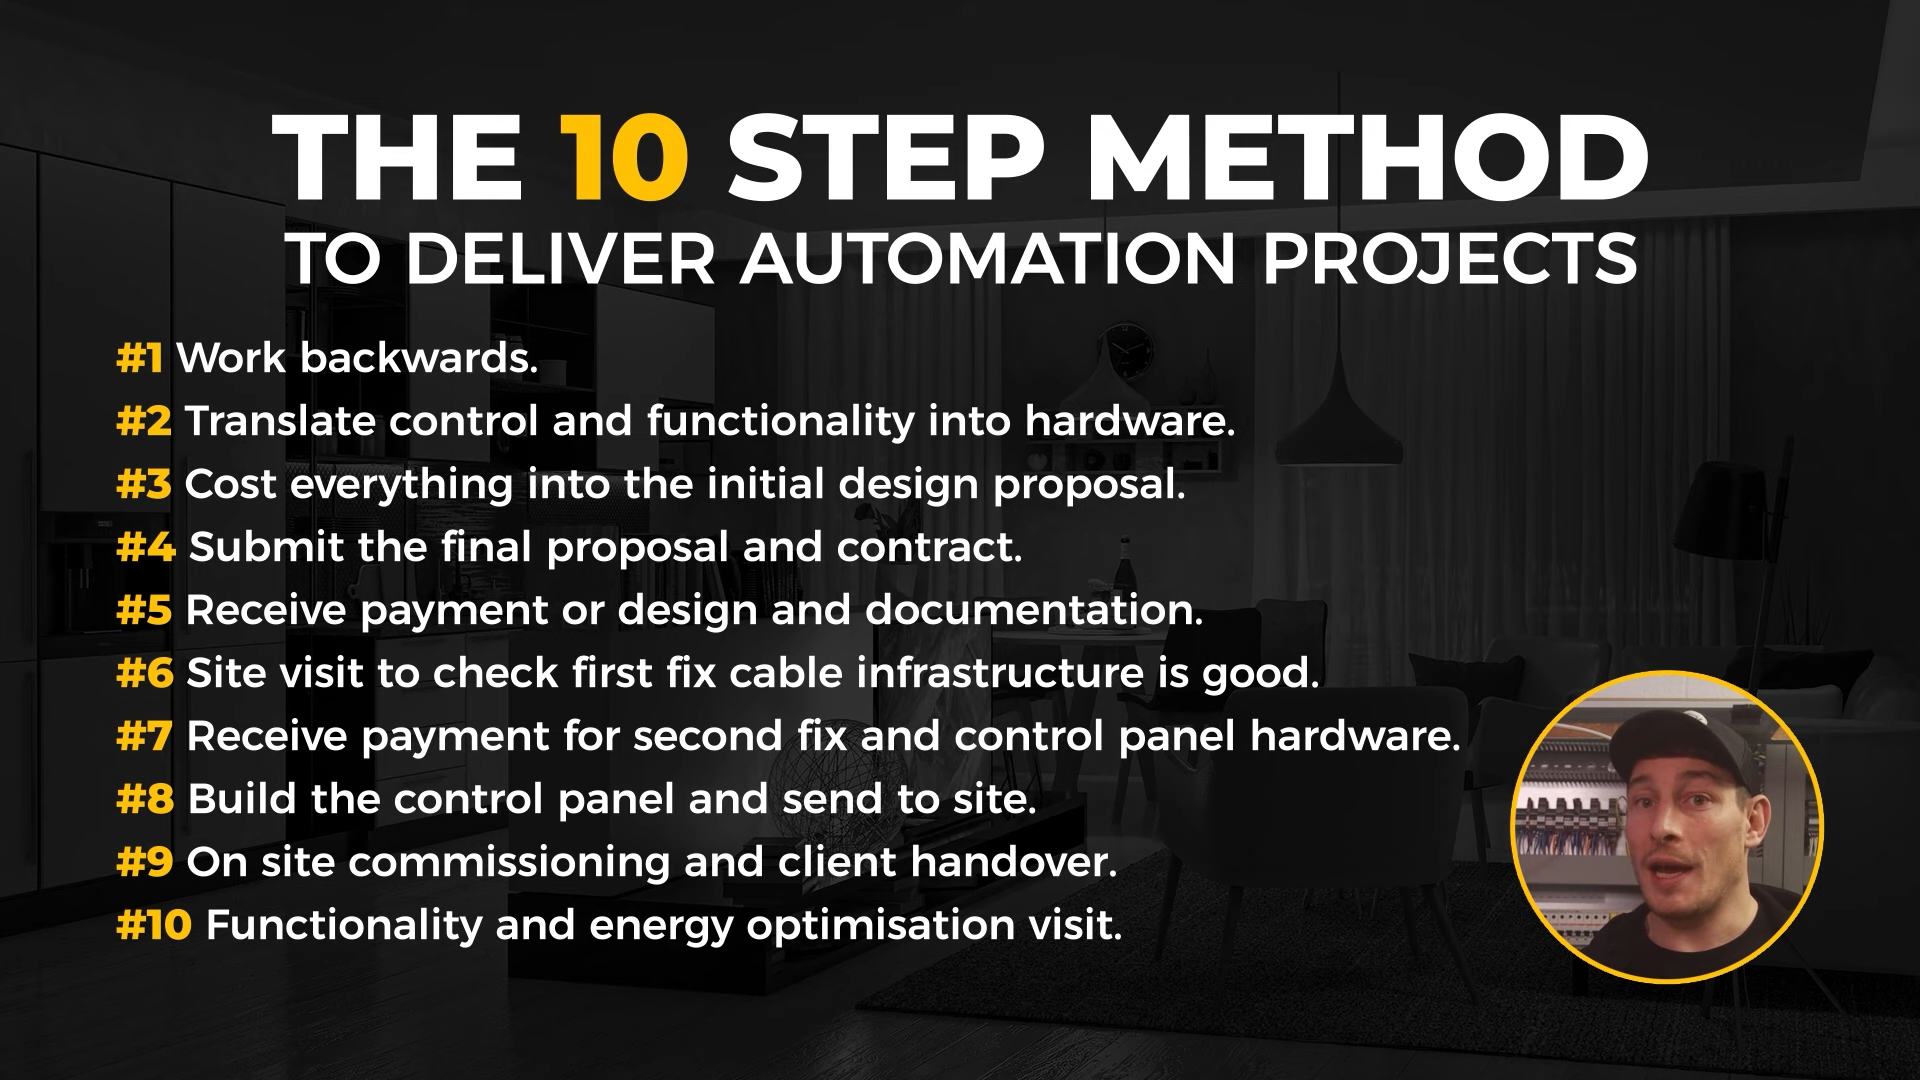 THE 10 STEP METHOD
TO DELIVER AUTOMATION PROJECTS
#1 Work backwards.
#2 Translate control and functionality into hardware.
#3 Cost everything into the initial design proposal.
#4 Submit the final proposal and contract.
#5 Receive payment or design and documentation.
#6 Site visit to check first fix cable infrastructure is good.
#7 Receive payment for second fix and control panel hardware.
#8 Build the control panel and send to site.
#9 On site commissioning and client handover.
#10 Functionality and energy optimisation visit.